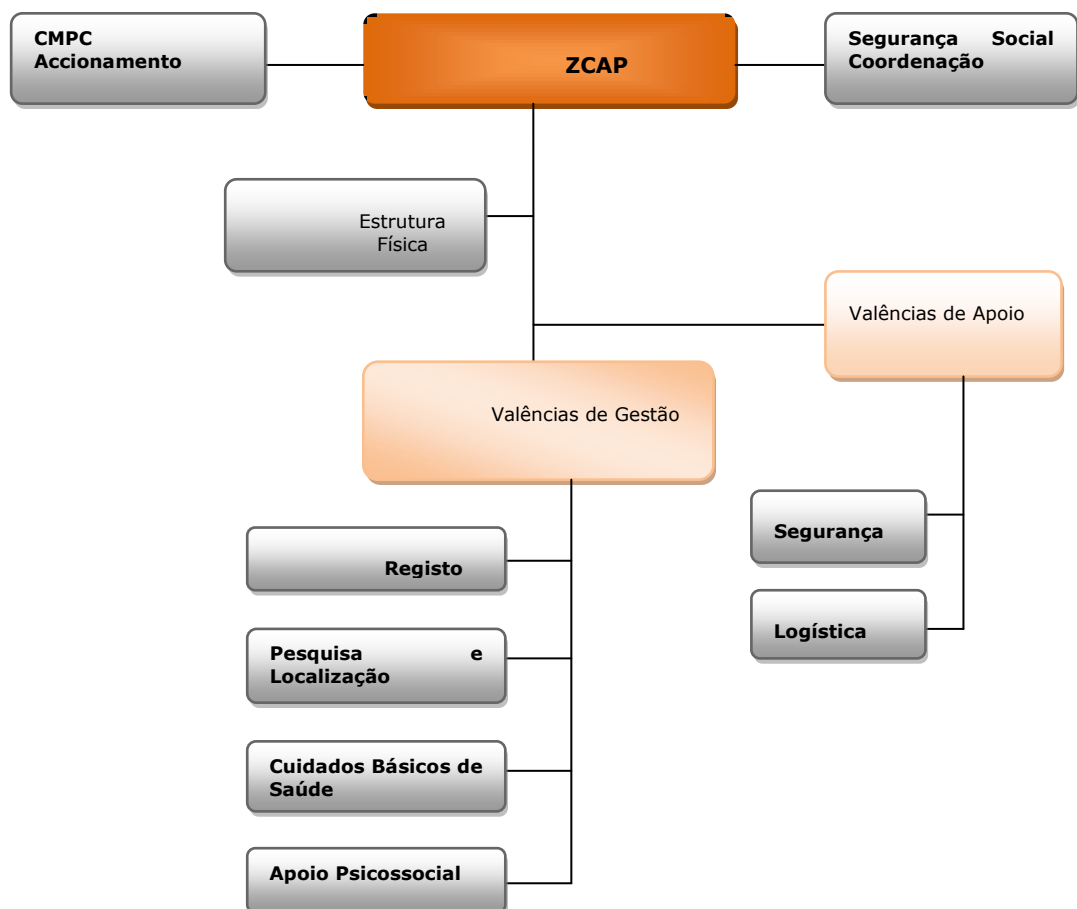 CMPC
Accionamento
ZCAP
Segurança Social
Coordenação
Estrutura
Física
Valências de Apoio
Valências de Gestão
Segurança
Registo
Logística
Pesquisa e
Localização
Cuidados Básicos de
Saúde
Apoio Psicossocial